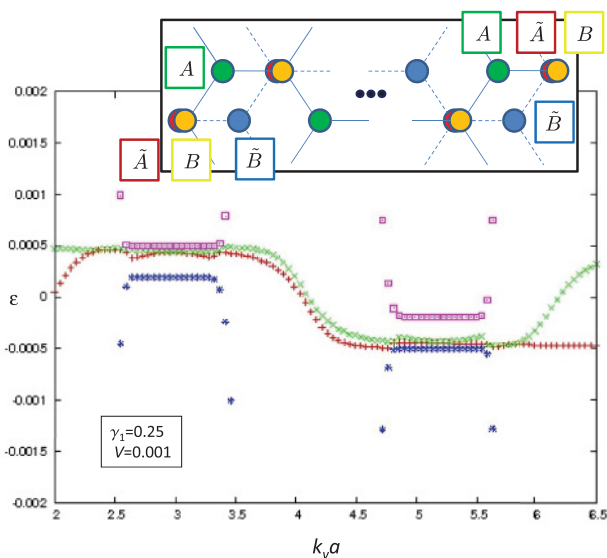 A
Ã
B
A
Ã
B
B̃
B̃
0.002
0.0015
0.001
0.0005
0
-0.0005
-0.001
-0.0015
-0.002
ε
γ₁=0.25
V=0.001
2 2.5 3 3.5 4 4.5 5 5.5 6 6.5
kᵧa